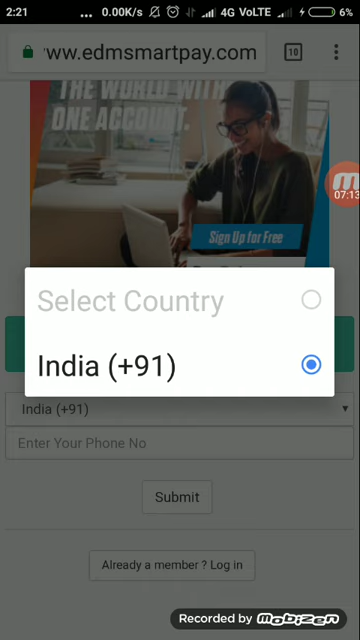 2:21 ... 0.00K/s 4G VoLTE 6%
ww.edmsmartpay.com 10
THE WORLD WITH
ONE ACCOUNT.
07:13
Sign Up for Free
Select Country
India (+91)
India (+91)
Enter Your Phone No
Submit
Already a member ? Log in
Recorded by Mobizen